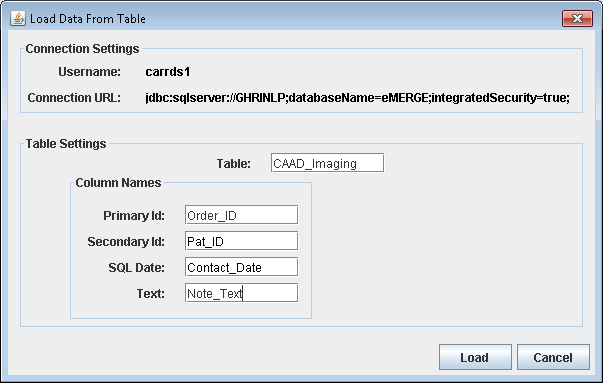 Load Data From Table
Connection Settings
Username: carrds1
Connection URL: jdbc:sqlserver://GHRINLP;databaseName=eMERGE;integratedSecurity=true;
Table Settings
Table: CAAD_Imaging
Column Names
Primary Id: Order_ID
Secondary Id: Pat_ID
SQL Date: Contact_Date
Text: Note_Text
Load Cancel